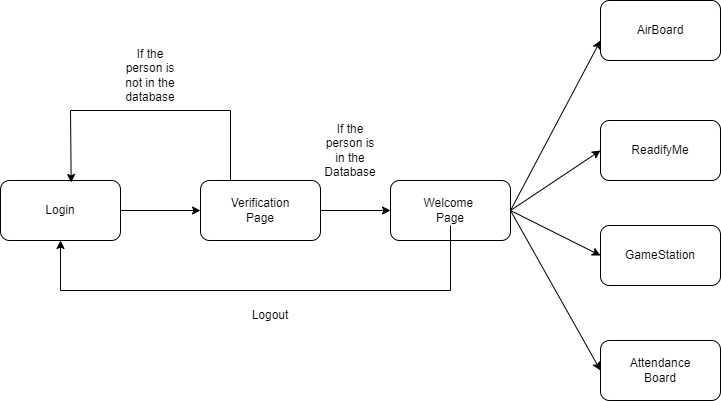 AirBoard
If the
person is
not in the
database
If the
person is
in the
Database
ReadifyMe
Login
Verification
Page
Welcome
Page
GameStation
Logout
Attendance
Board